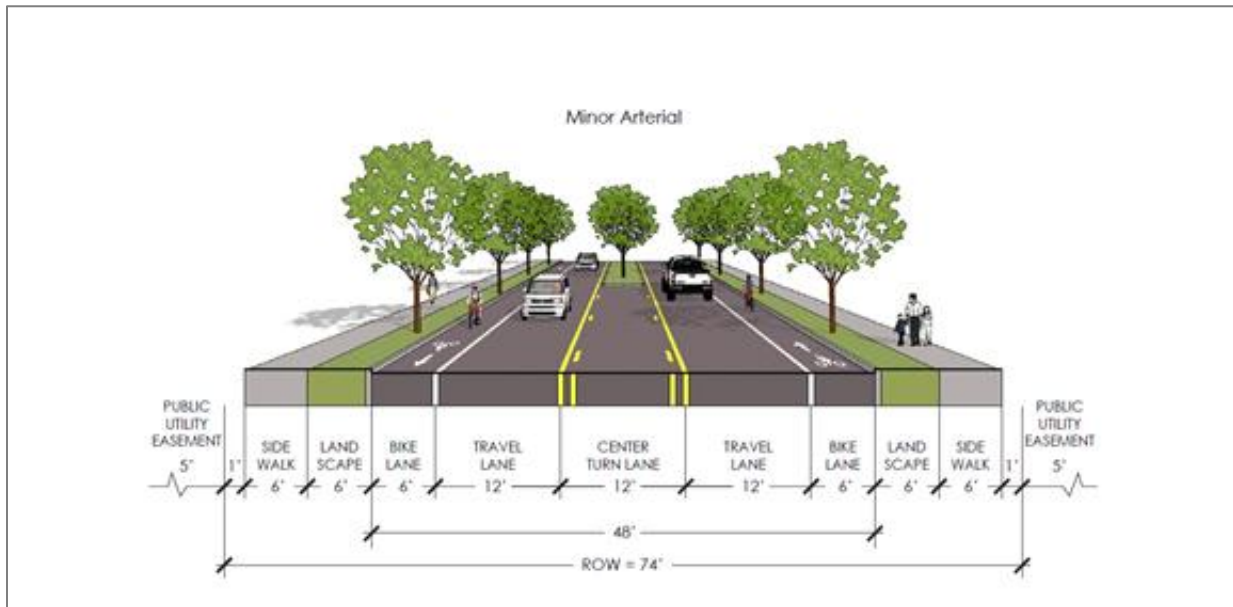 Minor Arterial
PUBLIC
UTILITY
EASEMENT
5'
1'
SIDE
WALK
6'
LAND
SCAPE
6'
BIKE
LANE
6'
TRAVEL
LANE
12'
CENTER
TURN LANE
12'
TRAVEL
LANE
12'
BIKE
LANE
6'
LAND
SCAPE
6'
SIDE
WALK
6'
1'
PUBLIC
UTILITY
EASEMENT
5'
48'
ROW = 74'